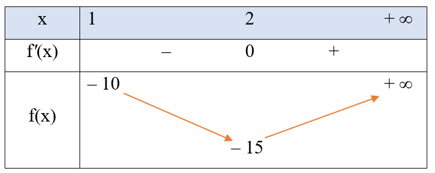 x 1 2 + ∞
f′(x) – 0 +
– 10 + ∞
f(x)
– 15